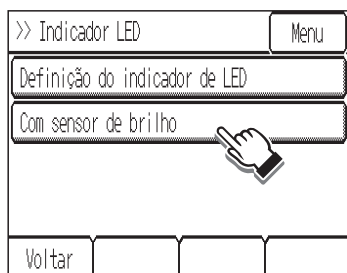 >> Indicador LED
Menu
Definição do indicador de LED
Com sensor de brilho
Voltar